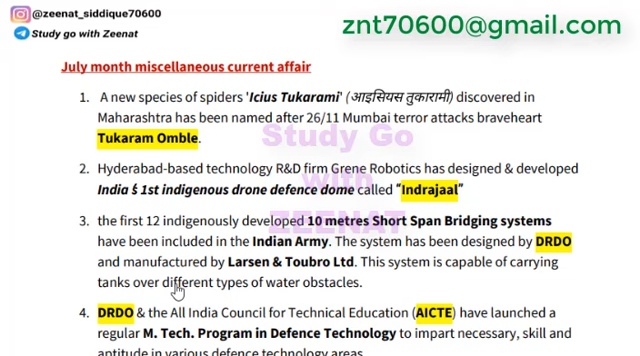 @zeenat_siddique70600
Study go with Zeenat
znt70600@gmail.com
July month miscellaneous current affair
1. A new species of spiders 'Icius Tukarami' (आइसियस तुकारामी) discovered in
Maharashtra has been named after 26/11 Mumbai terror attacks braveheart
Tukaram Omble.
2. Hyderabad-based technology R&D firm Grene Robotics has designed & developed
India $ 1st indigenous drone defence dome called "Indrajaal"
3. the first 12 indigenously developed 10 metres Short Span Bridging systems
have been included in the Indian Army. The system has been designed by DRDO
and manufactured by Larsen & Toubro Ltd. This system is capable of carrying
tanks over different types of water obstacles.
4. DRDO & the All India Council for Technical Education (AICTE) have launched a
regular M. Tech. Program in Defence Technology to impart necessary, skill and
aptitude in various defence technology areas.
Study Go
with
ZEENAT